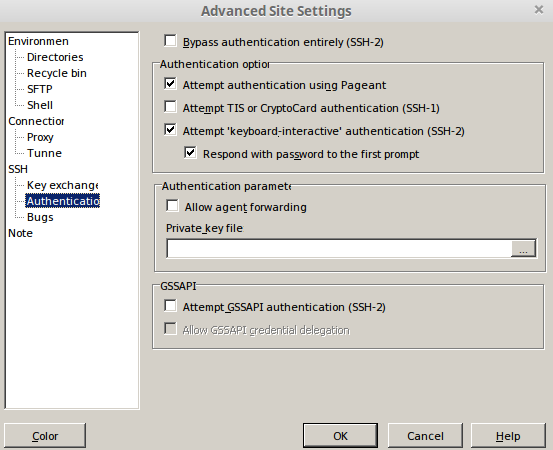 Advanced Site Settings
Environmen
Directories
Recycle bin
SFTP
Shell
Connection
Proxy
Tunne
SSH
Key exchange
Authenticatio
Bugs
Note
Bypass authentication entirely (SSH-2)
Authentication option
Attempt authentication using Pageant
Attempt TIS or CryptoCard authentication (SSH-1)
Attempt 'keyboard-interactive' authentication (SSH-2)
Respond with password to the first prompt
Authentication paramete
Allow agent forwarding
Private key file
...
GSSAPI
Attempt GSSAPI authentication (SSH-2)
Allow GSSAPI credential delegation
Color
OK
Cancel
Help